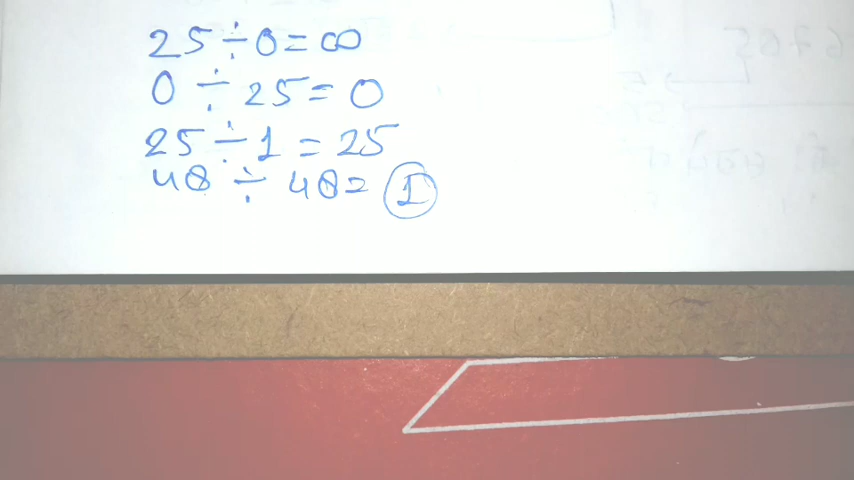 25 ÷ 0 = ∞
0 ÷ 25 = 0
25 ÷ 1 = 25
48 ÷ 48 = 1